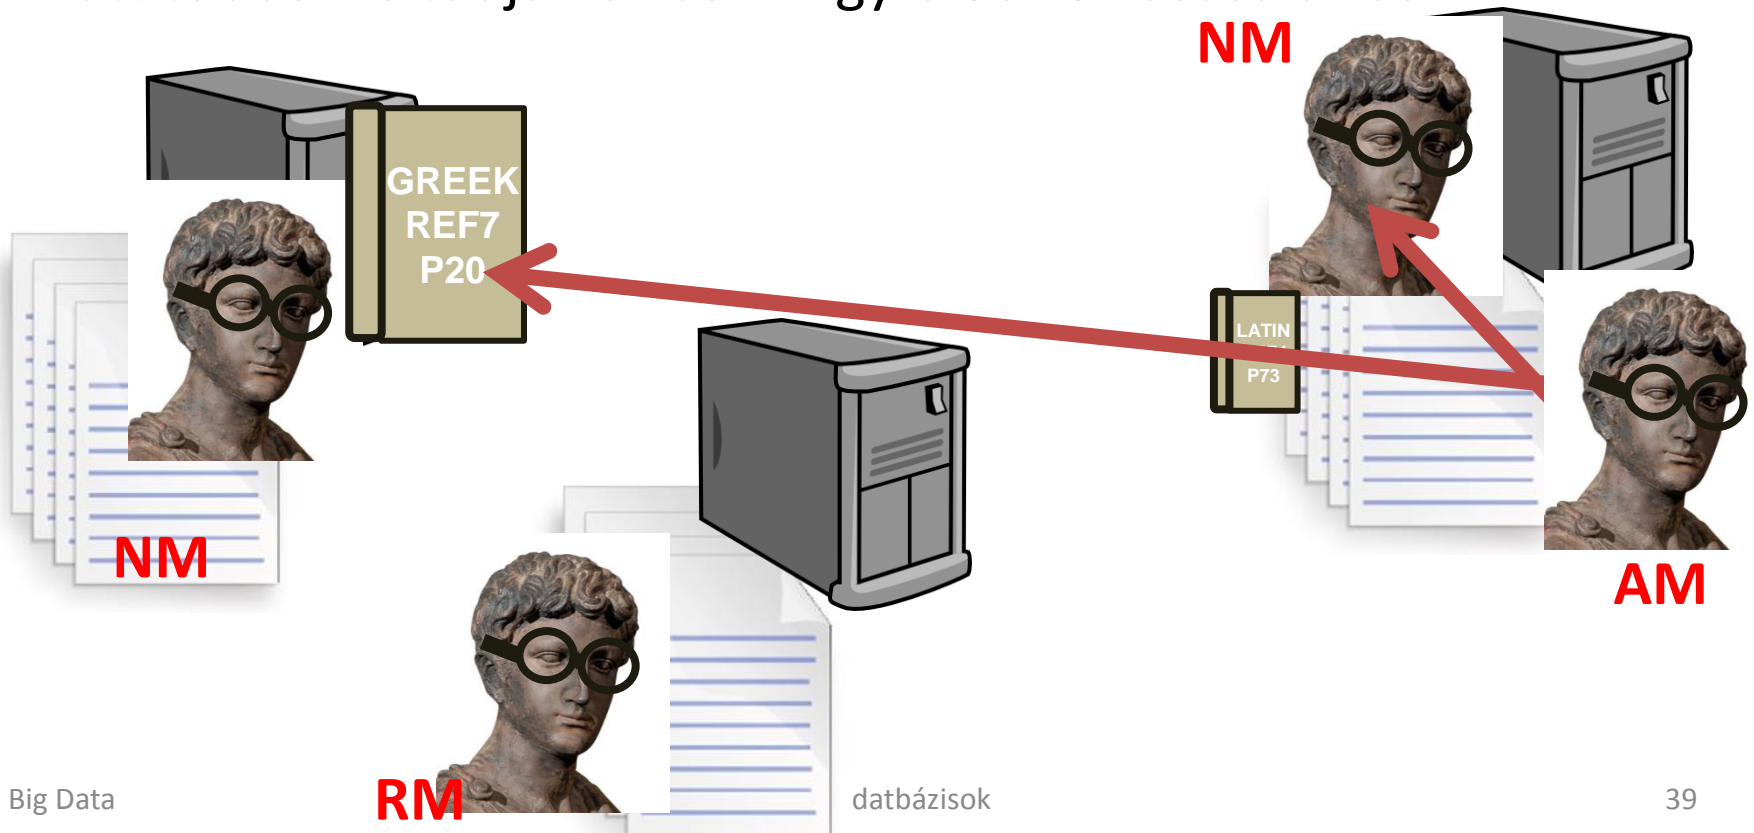 NM
GREEK
REF7
P20
LATIN
P73
NM
AM
RM
Big Data
datbázisok
39